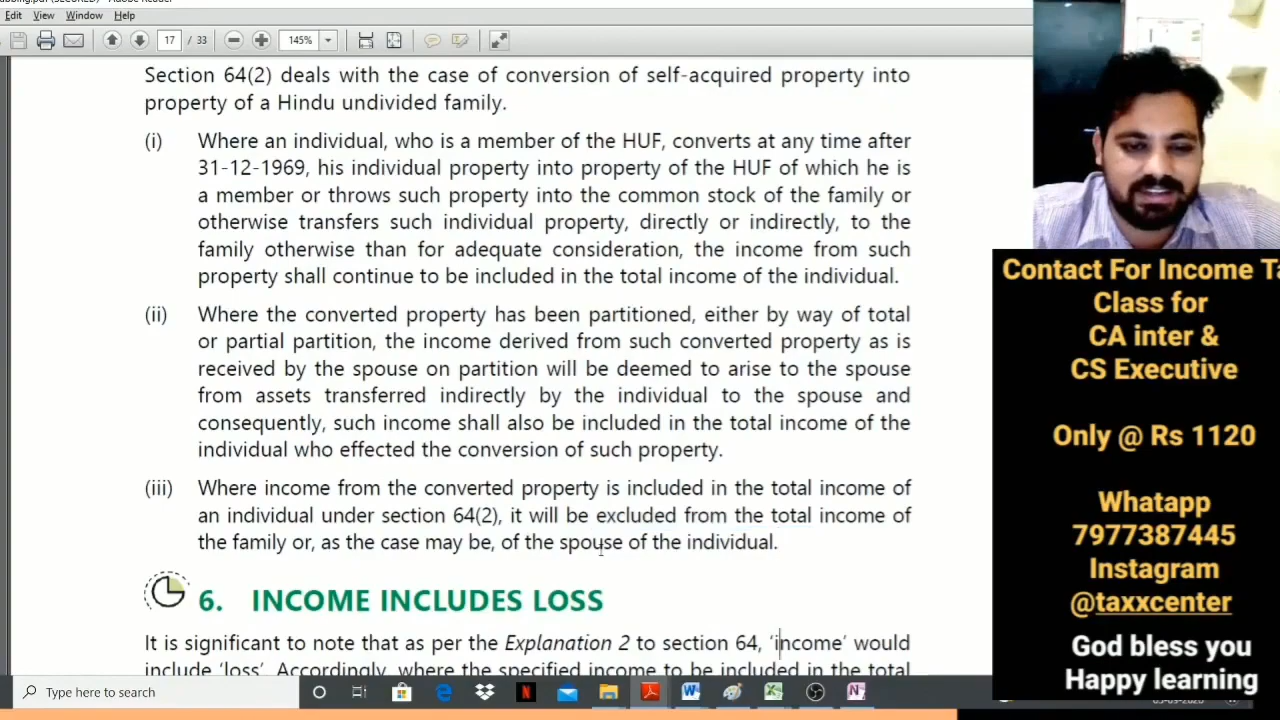 Edit View Window Help
17 / 33 145%
Section 64(2) deals with the case of conversion of self-acquired property into
property of a Hindu undivided family.
(i) Where an individual, who is a member of the HUF, converts at any time after
31-12-1969, his individual property into property of the HUF of which he is
a member or throws such property into the common stock of the family or
otherwise transfers such individual property, directly or indirectly, to the
family otherwise than for adequate consideration, the income from such
property shall continue to be included in the total income of the individual.
(ii) Where the converted property has been partitioned, either by way of total
or partial partition, the income derived from such converted property as is
received by the spouse on partition will be deemed to arise to the spouse
from assets transferred indirectly by the individual to the spouse and
consequently, such income shall also be included in the total income of the
individual who effected the conversion of such property.
(iii) Where income from the converted property is included in the total income of
an individual under section 64(2), it will be excluded from the total income of
the family or, as the case may be, of the spouse of the individual.
6. INCOME INCLUDES LOSS
It is significant to note that as per the Explanation 2 to section 64, ‘income’ would
include ‘loss’. Accordingly, where the specified income to be included in the total
Type here to search
Contact For Income Ta
Class for
CA inter &
CS Executive
Only @ Rs 1120
Whatapp
7977387445
Instagram
@taxxcenter
God bless you
Happy learning